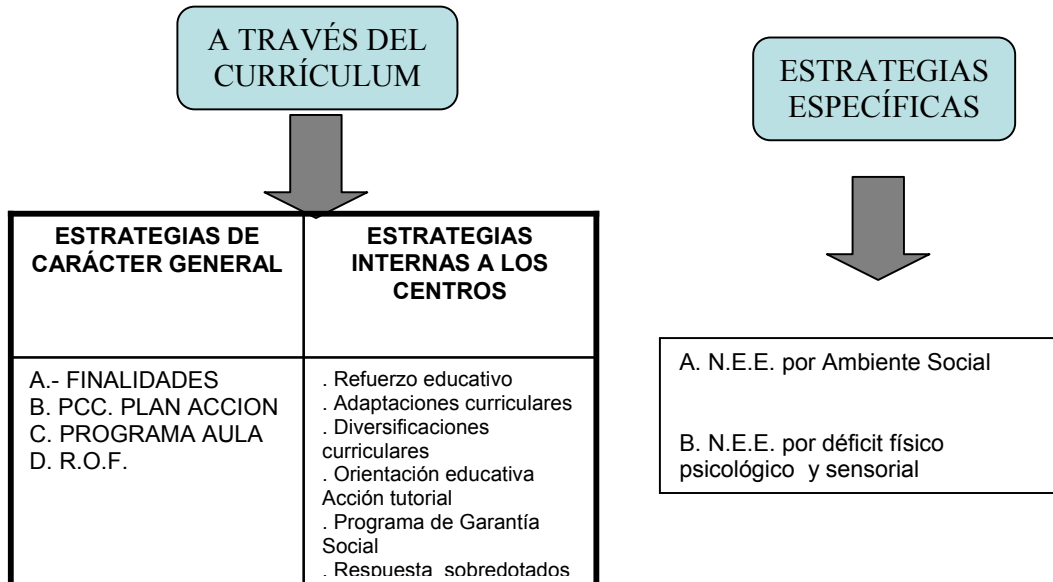 A TRAVÉS DEL
CURRÍCULUM
ESTRATEGIAS
ESPECÍFICAS
ESTRATEGIAS DE
CARÁCTER GENERAL
ESTRATEGIAS
INTERNAS A LOS
CENTROS
A.- FINALIDADES
B. PCC. PLAN ACCION
C. PROGRAMA AULA
D. R.O.F.
. Refuerzo educativo
. Adaptaciones curriculares
. Diversificaciones
curriculares
. Orientación educativa
Acción tutorial
. Programa de Garantía
Social
. Respuesta sobredotados
A. N.E.E. por Ambiente Social
B. N.E.E. por déficit físico
psicológico y sensorial